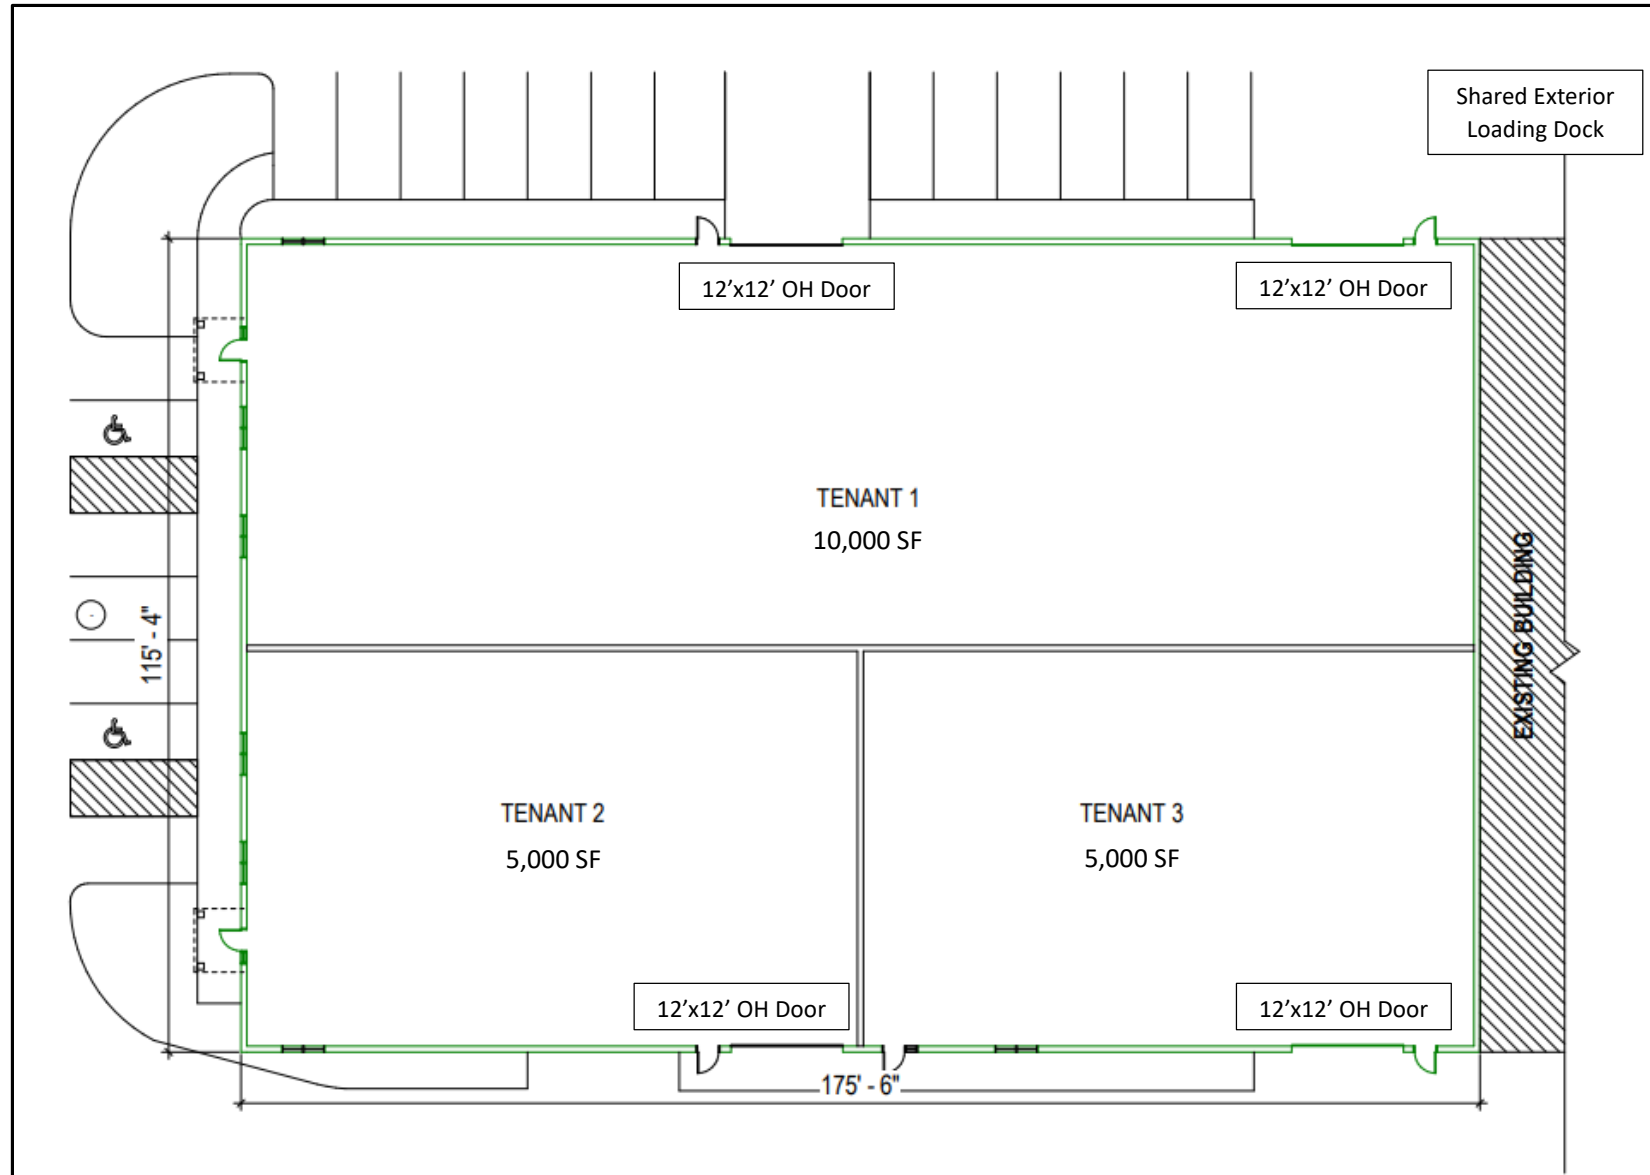 Shared Exterior
Loading Dock
12’x12’ OH Door
12’x12’ OH Door
TENANT 1
10,000 SF
EXISTING BUILDING
115' - 4"
TENANT 2
5,000 SF
TENANT 3
5,000 SF
12’x12’ OH Door
12’x12’ OH Door
175' - 6"